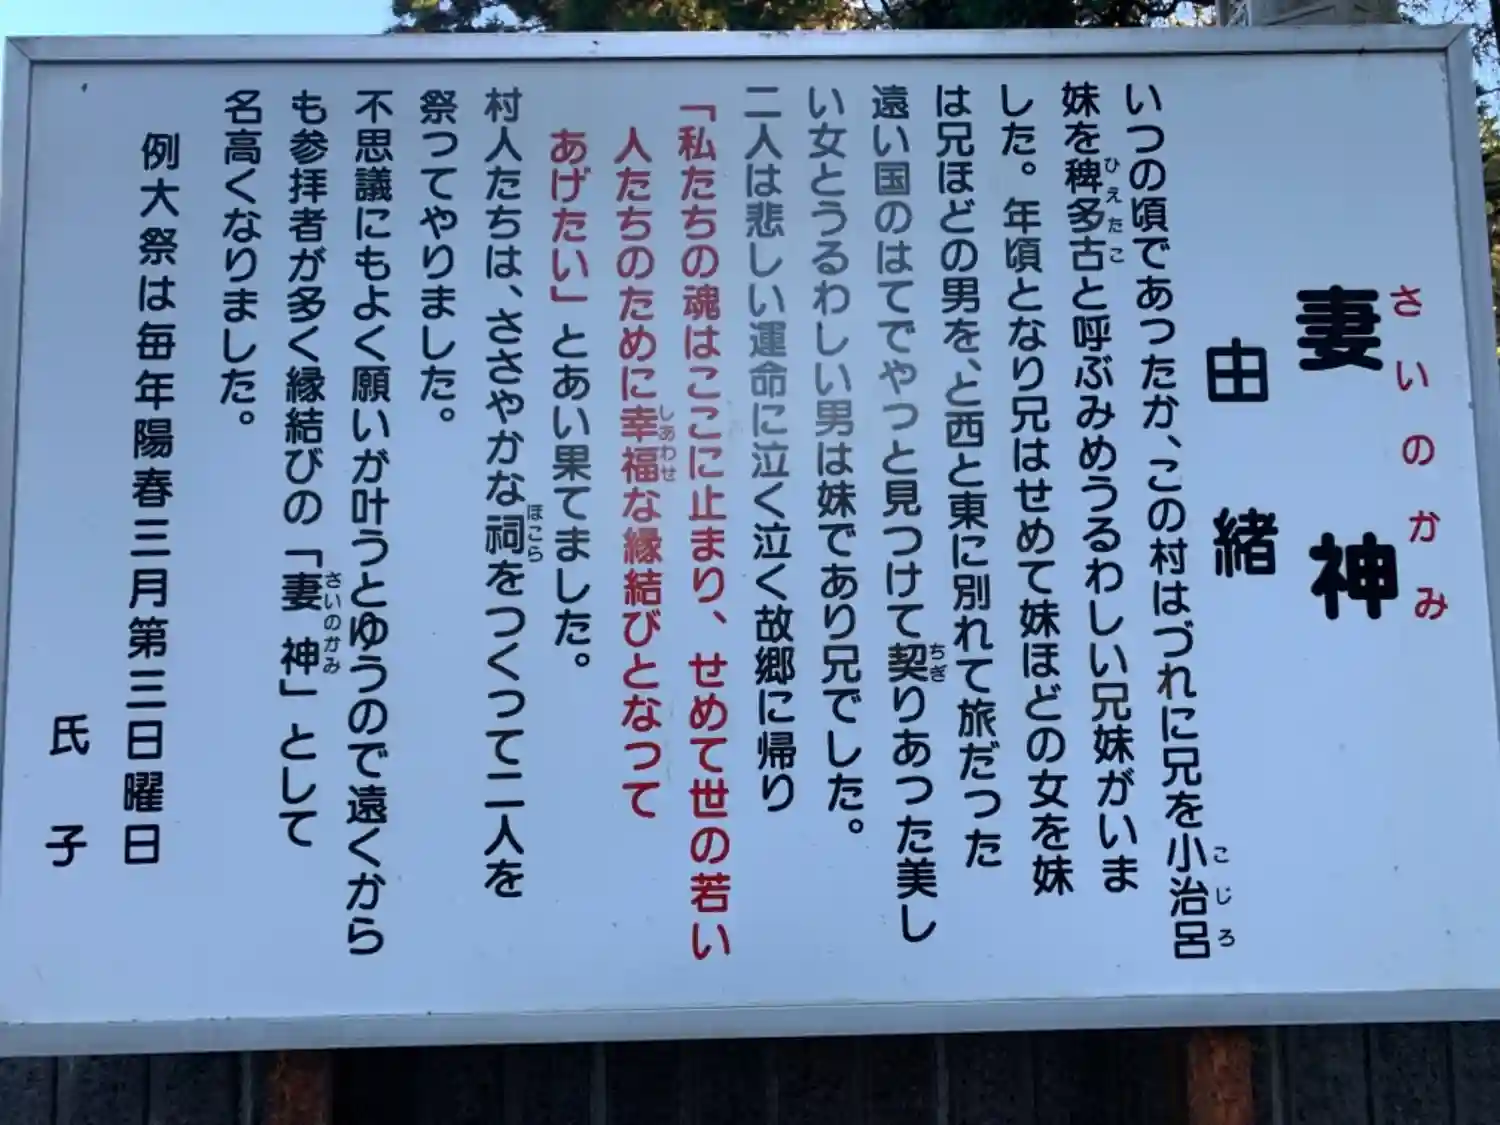 妻神
さいのかみ
由緒
いつの頃であったか、この村はづれに兄を小治呂
こじろ
妹を稗多古と呼ぶみめうるわしい兄妹がいま
ひえたこ
した。年頃となり兄はせめて妹ほどの女を妹
は兄ほどの男を、と西と東に別れて旅だった
遠い国のはてでやっと見つけて契りあった美し
ちぎ
い女とうるわしい男は妹であり兄でした。
二人は悲しい運命に泣く泣く故郷に帰り
「私たちの魂はここに止まり、せめて世の若い
人たちのために幸福な縁結びとなって
しあわせ
あげたい」とあい果てました。
村人たちは、ささやかな祠をつくって二人を
ほこら
祭つてやりました。
不思議にもよく願いが叶うとゆうので遠くから
も参拝者が多く縁結びの「妻神」として
さいのかみ
名高くなりました。
例大祭は毎年陽春三月第三日曜日
氏子